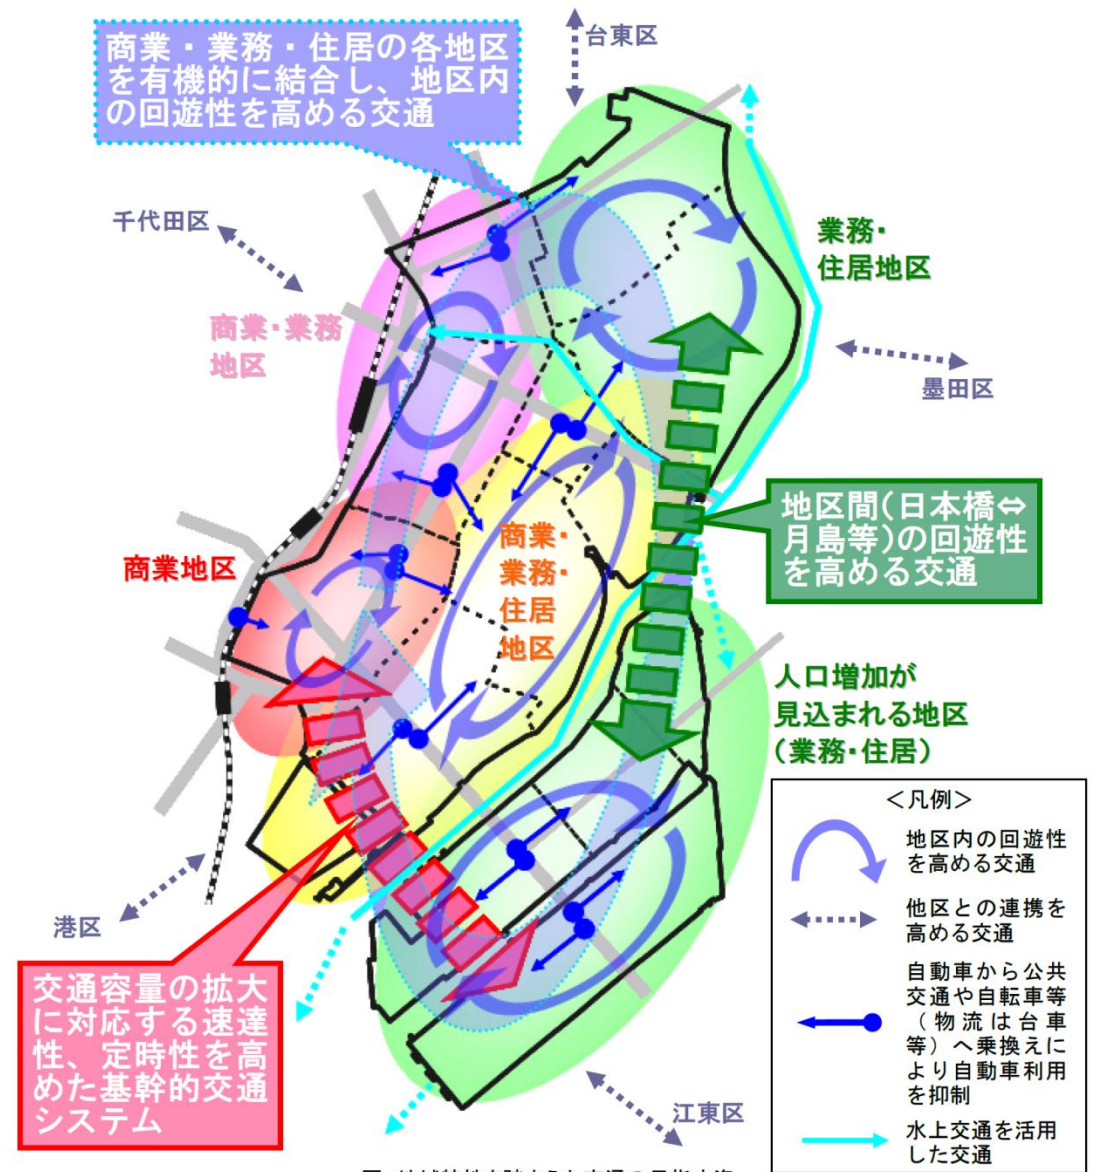 台東区
商業・業務・住居の各地区
を有機的に結合し、地区内
の回遊性を高める交通
千代田区
業務・
住居地区
商業・業務
地区
墨田区
地区間(日本橋⇔
月島等)の回遊性
を高める交通
商業地区
商業・
業務・
住居
地区
人口増加が
見込まれる地区
(業務・住居)
港区
交通容量の拡大
に対応する速達
性、定時性を高
めた基幹的交通
システム
江東区
<凡例>
地区内の回遊性
を高める交通
他区との連携を
高める交通
自動車から公共
交通や自転車等
(物流は台車
等)へ乗換えに
より自動車利用
を抑制
水上交通を活用
した交通